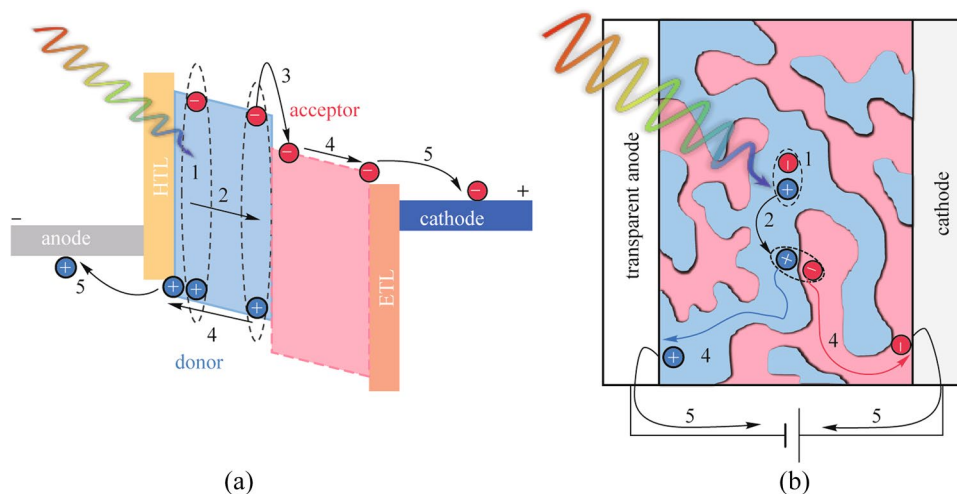 3
acceptor
4
5
HTL
1
2
−
+
anode
cathode
5
4
ETL
donor
(a)
transparent anode
1
2
4
4
cathode
5
5
(b)